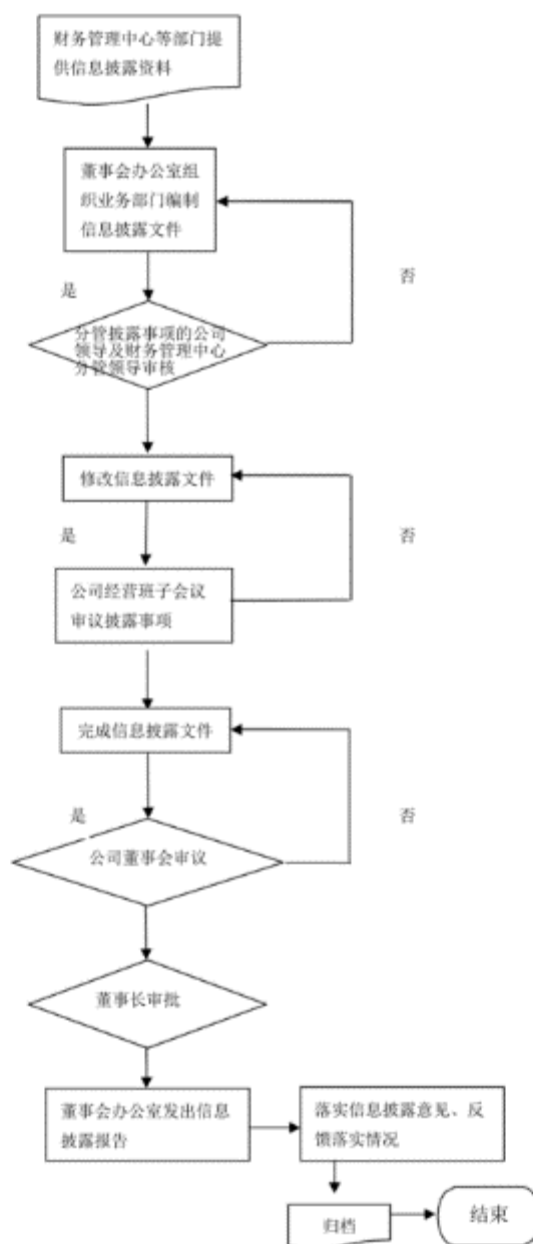 财务管理中心等部门提
供信息披露资料
董事会办公室组
织业务部门编制
信息披露文件
否
是
分管披露事项的公司
领导及财务管理中心
分管领导审核
修改信息披露文件
是
否
公司经营班子会议
审议披露事项
完成信息披露文件
是
否
公司董事会审议
董事长审批
董事会办公室发出信息
披露报告
落实信息披露意见、反
馈落实情况
归档
结束